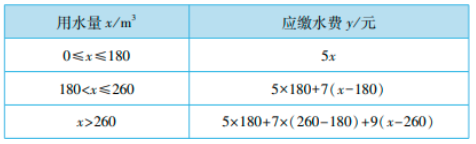 用水量 x/m³ 应缴水费 y/元
0≤x≤180 5x
180<x≤260 5×180+7(x-180)
x>260 5×180+7×(260-180)+9(x-260)